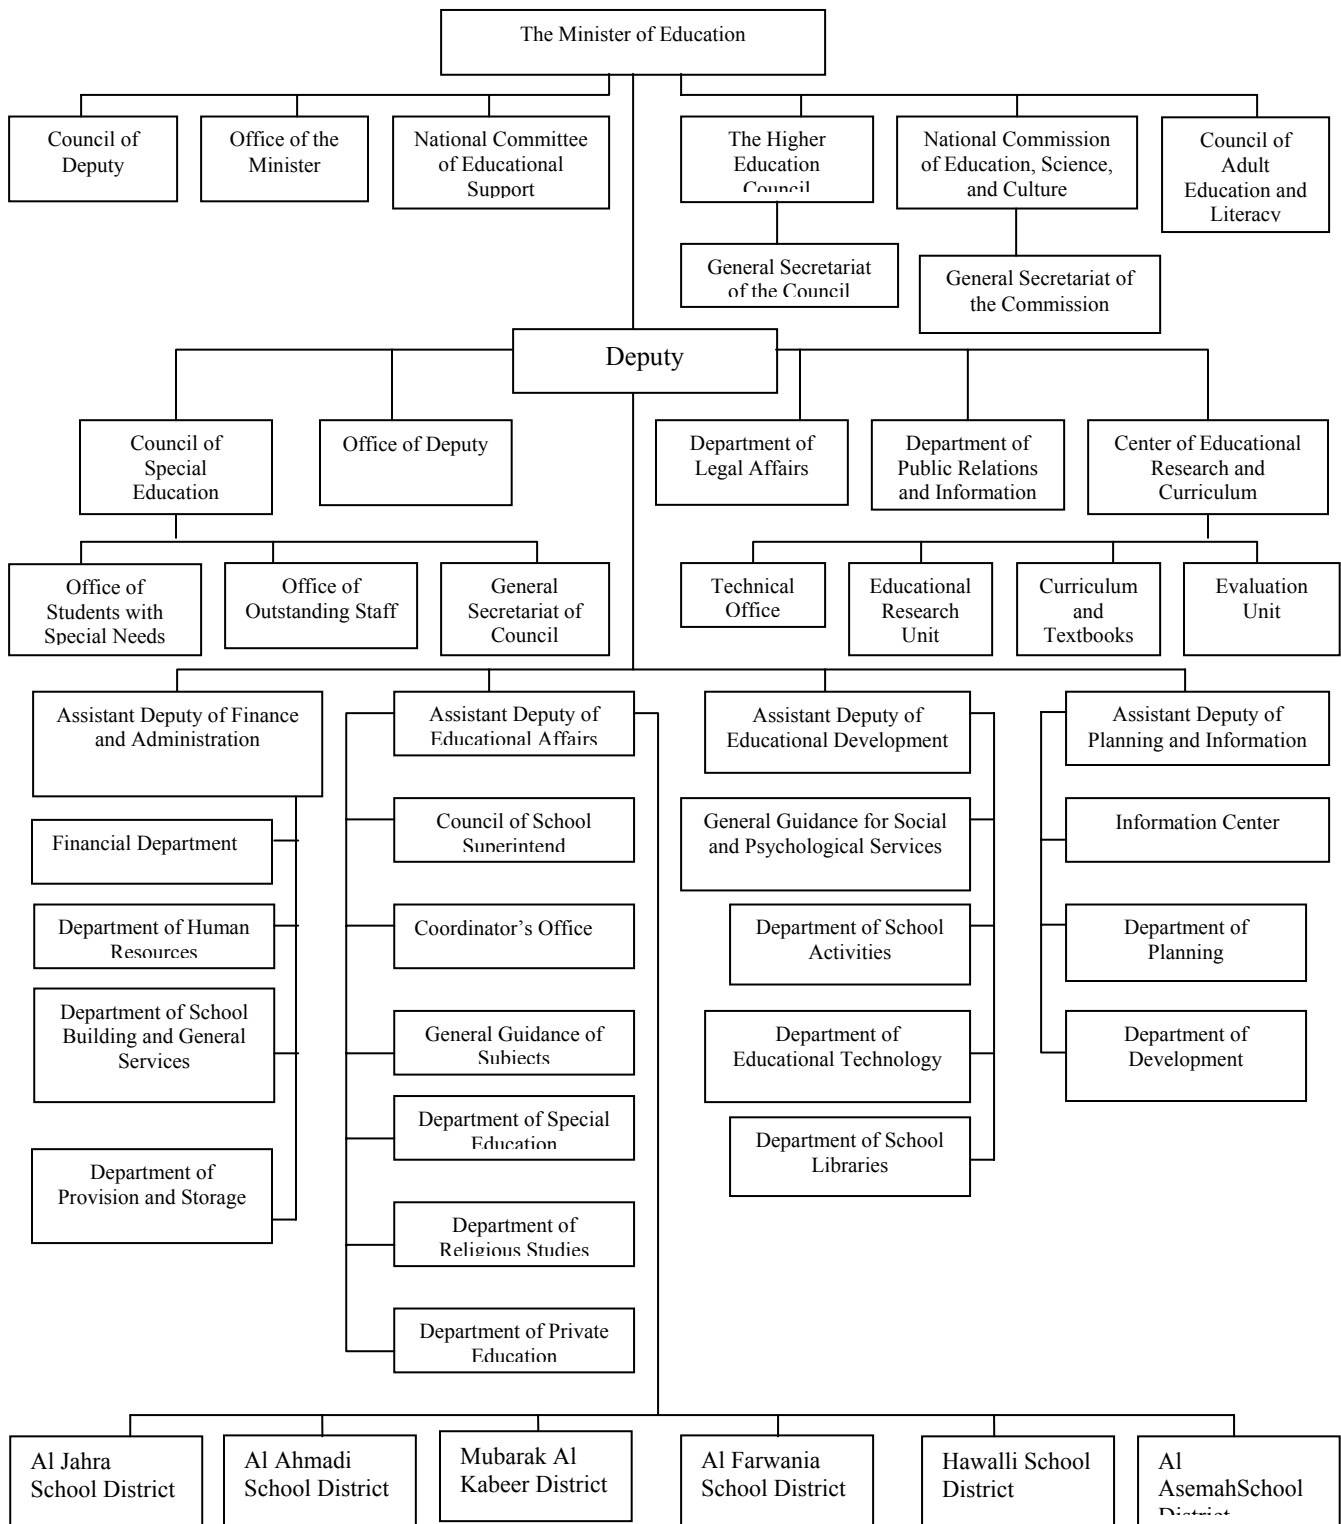 The Minister of Education
Council of
Deputy
Office of the
Minister
National Committee
of Educational
Support
The Higher
Education
Council
National Commission
of Education, Science,
and Culture
Council of
Adult
Education and
Literacy
General Secretariat
of the Council
General Secretariat of
the Commission
Deputy
Council of
Special
Education
Office of Deputy
Department of
Legal Affairs
Department of
Public Relations
and Information
Center of Educational
Research and
Curriculum
Office of
Students with
Special Needs
Office of
Outstanding Staff
General
Secretariat of
Council
Technical
Office
Educational
Research
Unit
Curriculum
and
Textbooks
Evaluation
Unit
Assistant Deputy of Finance
and Administration
Assistant Deputy of
Educational Affairs
Assistant Deputy of
Educational Development
Assistant Deputy of
Planning and Information
Financial Department
Council of School
Superintend
General Guidance for Social
and Psychological Services
Information Center
Department of Human
Resources
Coordinator’s Office
Department of School
Activities
Department of
Planning
Department of School
Building and General
Services
General Guidance of
Subjects
Department of
Educational Technology
Department of
Development
Department of Special
Education
Department of School
Libraries
Department of
Provision and Storage
Department of
Religious Studies
Department of Private
Education
Al Jahra
School District
Al Ahmadi
School District
Mubarak Al
Kabeer District
Al Farwania
School District
Hawalli School
District
Al
AsemahSchool
District